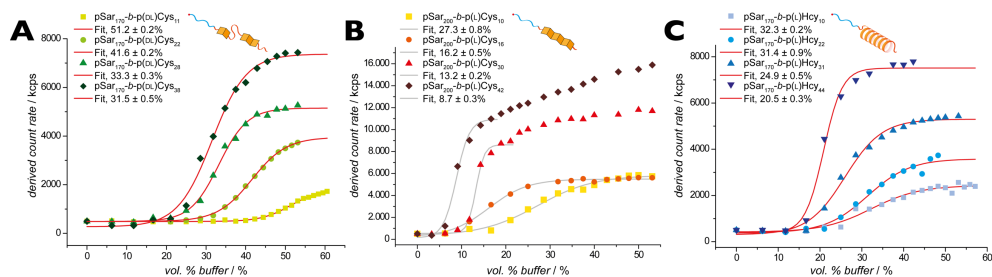 A
pSar170-b-p(DL)Cys11
Fit, 51.2 ± 0.2%
pSar170-b-p(DL)Cys22
Fit, 41.6 ± 0.2%
pSar170-b-p(DL)Cys28
Fit, 33.3 ± 0.3%
pSar170-b-p(DL)Cys38
Fit, 31.5 ± 0.5%
derived count rate / kcps
8000
6000
4000
2000
0
0 10 20 30 40 50 60
vol. % buffer / %
B
pSar200-b-p(L)Cys10
Fit, 27.3 ± 0.8%
pSar200-b-p(L)Cys16
Fit, 16.2 ± 0.5%
pSar200-b-p(L)Cys30
Fit, 13.2 ± 0.2%
pSar200-b-p(L)Cys42
Fit, 8.7 ± 0.3%
derived count rate / kcps
16.000
14.000
12.000
10.000
8.000
6.000
4.000
2.000
0
0 10 20 30 40 50
vol. % buffer / %
C
pSar170-b-p(L)Hcy10
Fit, 32.3 ± 0.2%
pSar170-b-p(L)Hcy22
Fit, 31.4 ± 0.9%
pSar170-b-p(L)Hcy31
Fit, 24.9 ± 0.5%
pSar170-b-p(L)Hcy44
Fit, 20.5 ± 0.3%
derived count rate / kcps
8000
6000
4000
2000
0
0 10 20 30 40 50 60
vol. % buffer / %